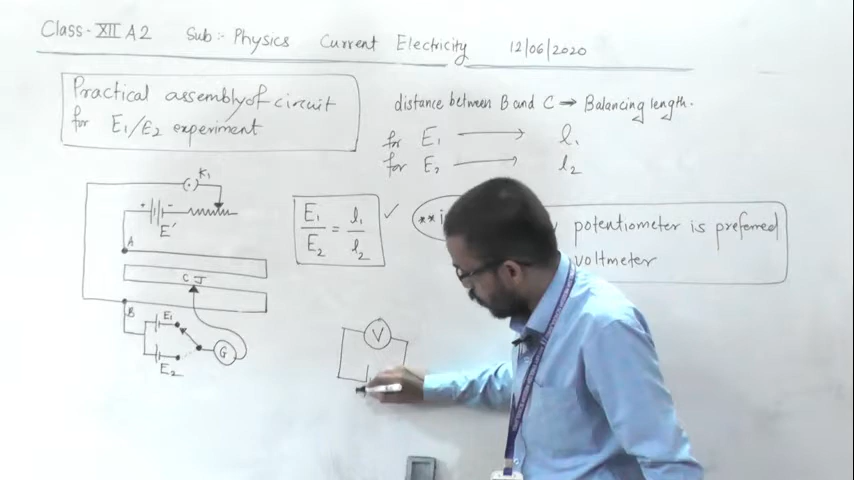 Class - XII A2 Sub :- Physics Current Electricity 12/06/2020
Practical assembly of circuit
for E₁/E₂ experiment
distance between B and C ⇒ Balancing length.
for E₁ → l₁
for E₂ → l₂
K₁
+ -
E'
A
C J
B
E₁
E₂
G
E₁/E₂ = l₁/l₂ ✓
**
potentiometer is preferred
voltmeter
V